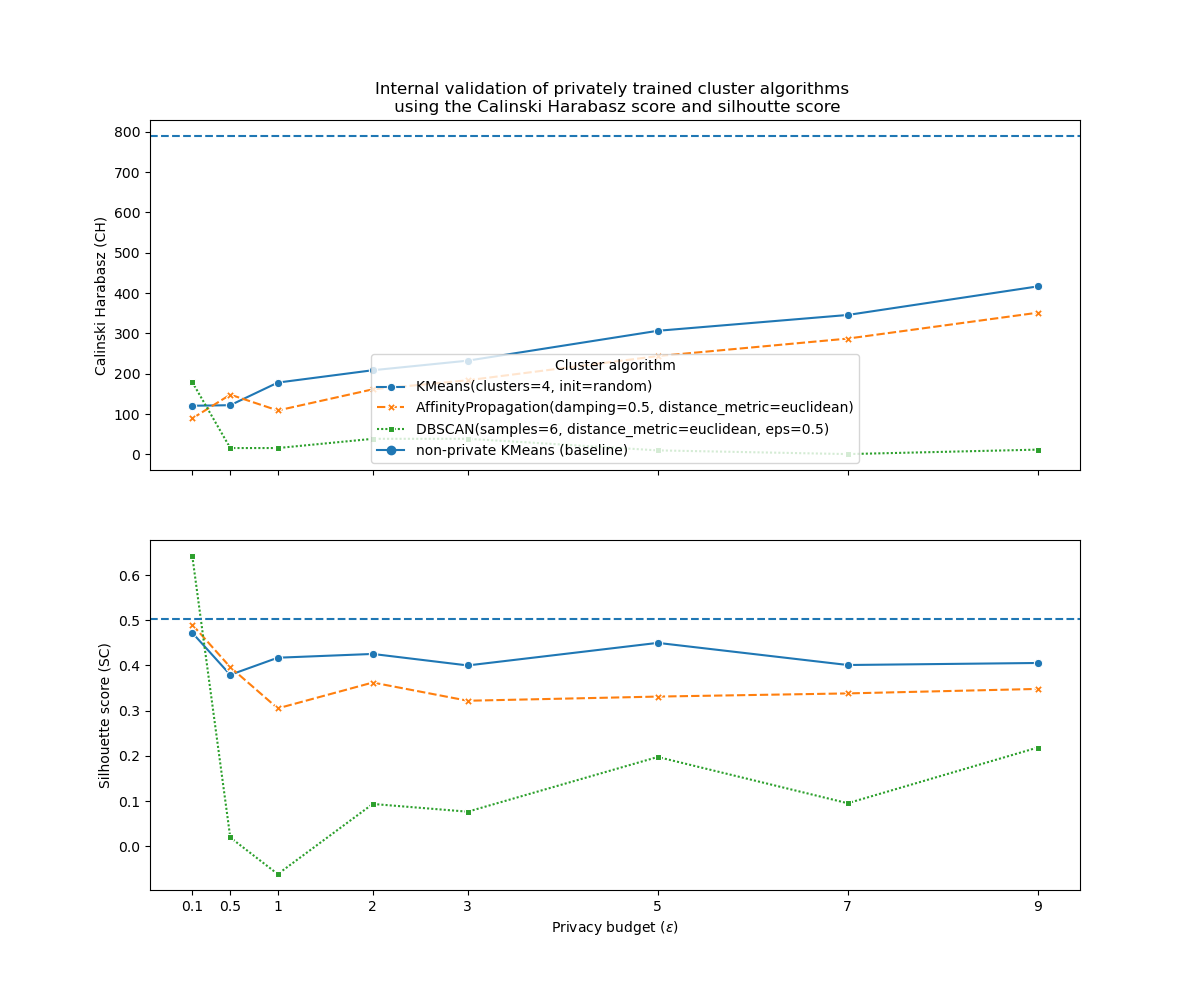 Internal validation of privately trained cluster algorithms
using the Calinski Harabasz score and silhoutte score
800
700
600
500
400
300
200
100
0
Calinski Harabasz (CH)
Cluster algorithm
KMeans(clusters=4, init=random)
AffinityPropagation(damping=0.5, distance_metric=euclidean)
DBSCAN(samples=6, distance_metric=euclidean, eps=0.5)
non-private KMeans (baseline)
0.6
0.5
0.4
0.3
0.2
0.1
0.0
Silhouette score (SC)
0.1 0.5 1 2 3 5 7 9
Privacy budget (ε)